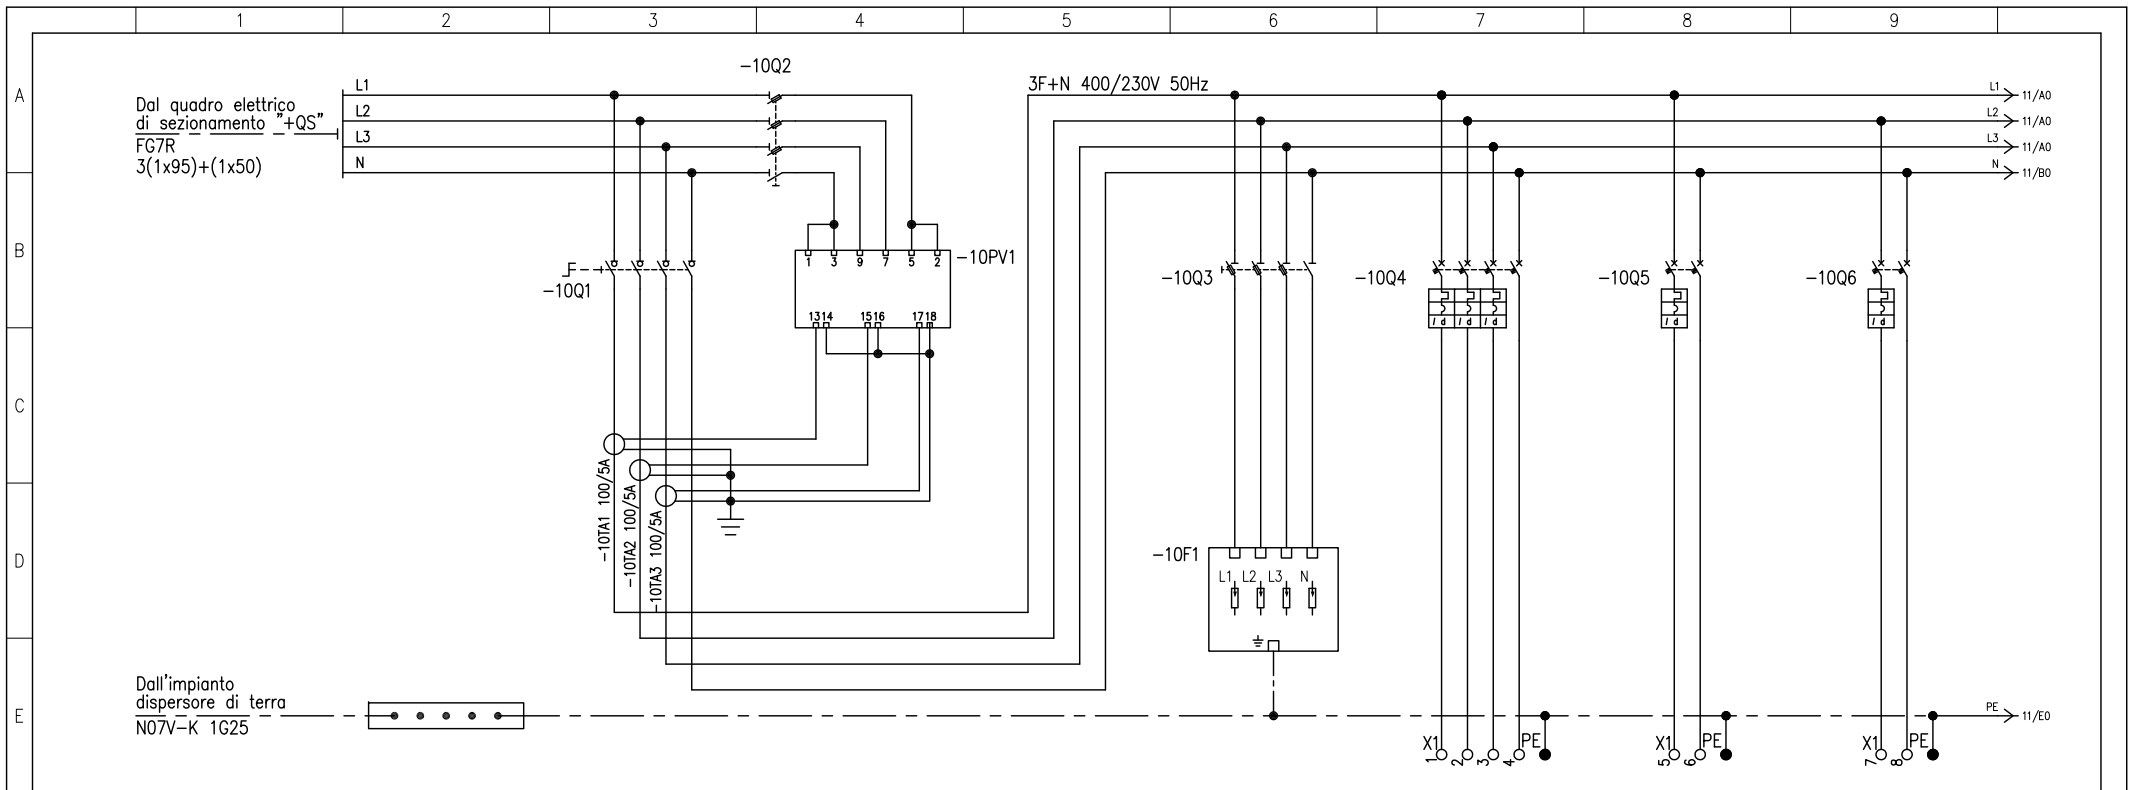 1 2 3 4 5 6 7 8 9
A
B
C
D
E
Dal quadro elettrico
di sezionamento "+QS"
FG7R
3(1x95)+(1x50)
L1
L2
L3
N
-10Q2
3F+N 400/230V 50Hz
L1 11/A0
L2 11/A0
L3 11/A0
N 11/B0
-10Q1
1 3 9 7 5 2
-10PV1
13 14 15 16 17 18
-10TA1 100/5A
-10TA2 100/5A
-10TA3 100/5A
-10Q3
-10Q4
I d I d I d
-10Q5
I d
-10Q6
I d
-10F1
L1 L2 L3 N
Dall'impianto
dispersore di terra
N07V-K 1G25
PE 11/E0
X1 1 2 3 4 PE
X1 5 6 PE
X1 7 8 PE